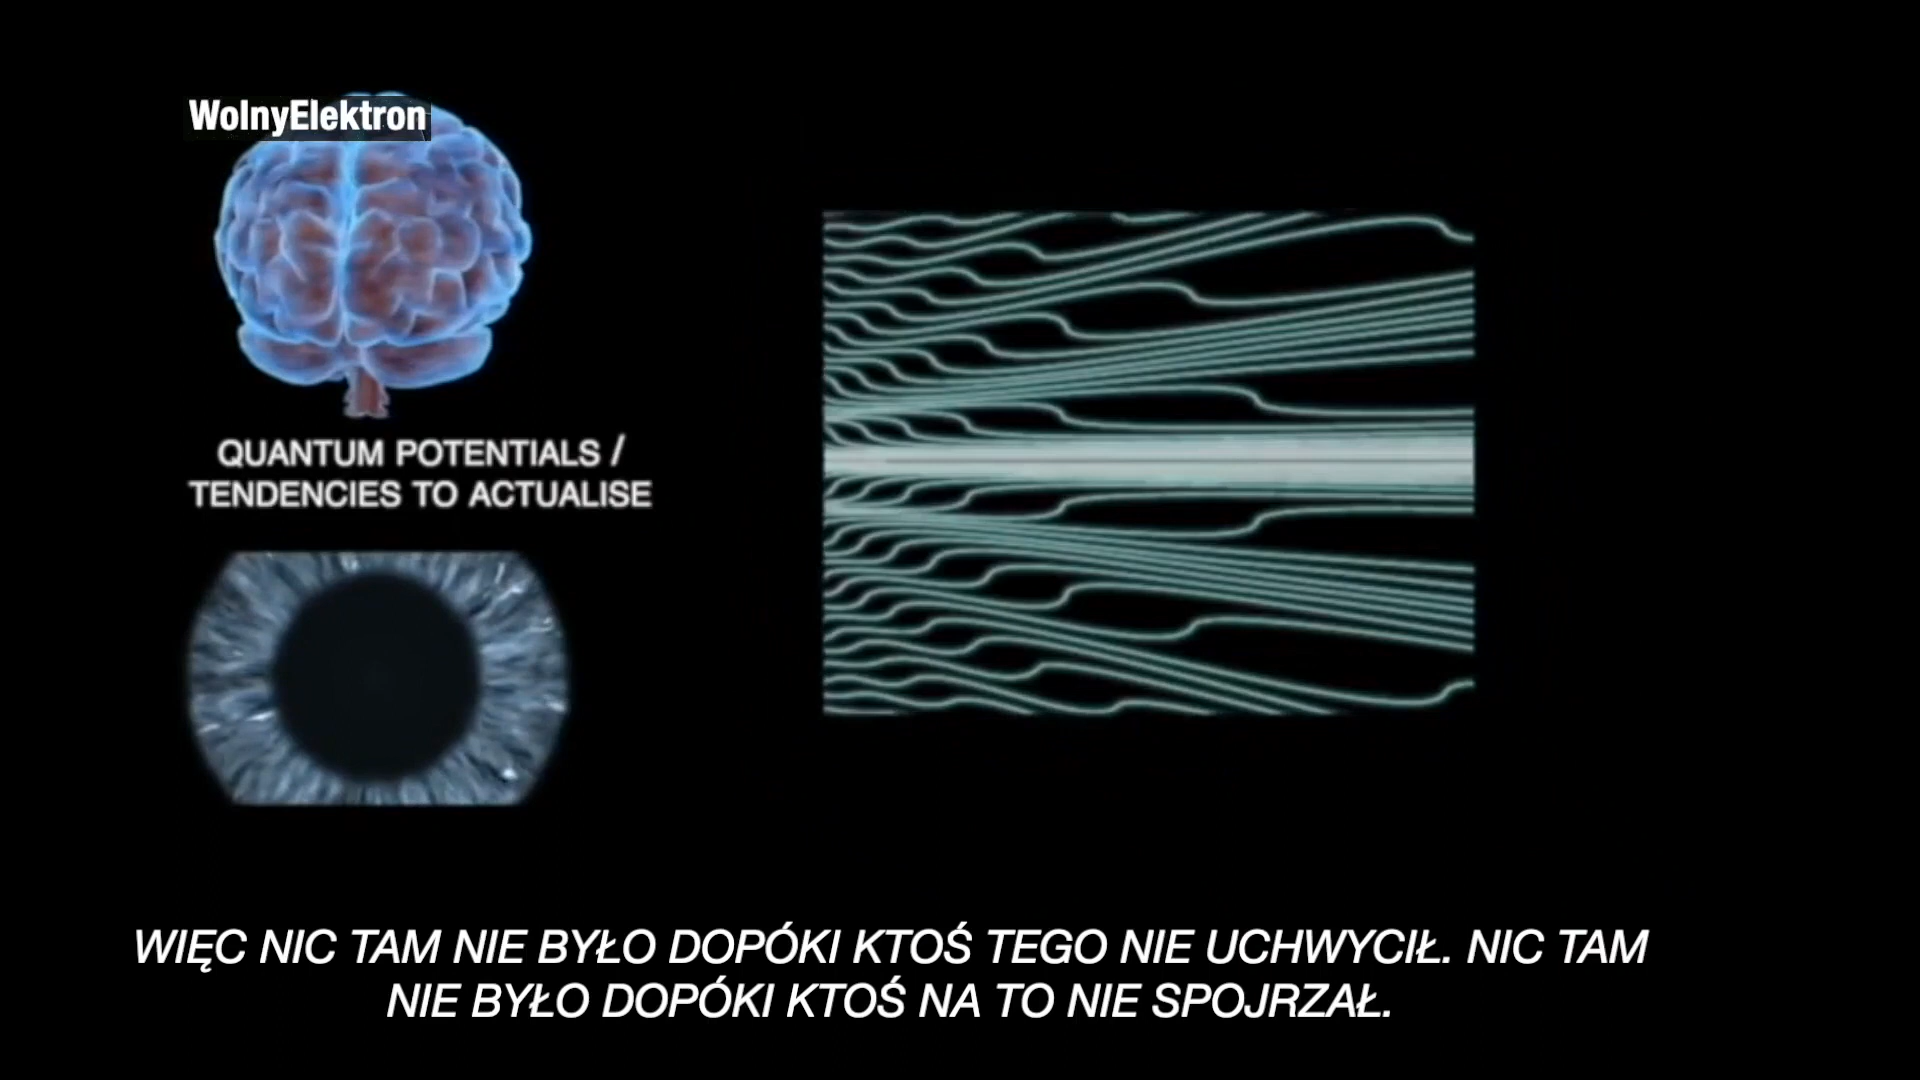 WolnyElektron
QUANTUM POTENTIALS /
TENDENCIES TO ACTUALISE
WIĘC NIC TAM NIE BYŁO DOPÓKI KTOŚ TEGO NIE UCHWYCIŁ. NIC TAM
NIE BYŁO DOPÓKI KTOŚ NA TO NIE SPOJRZAŁ.